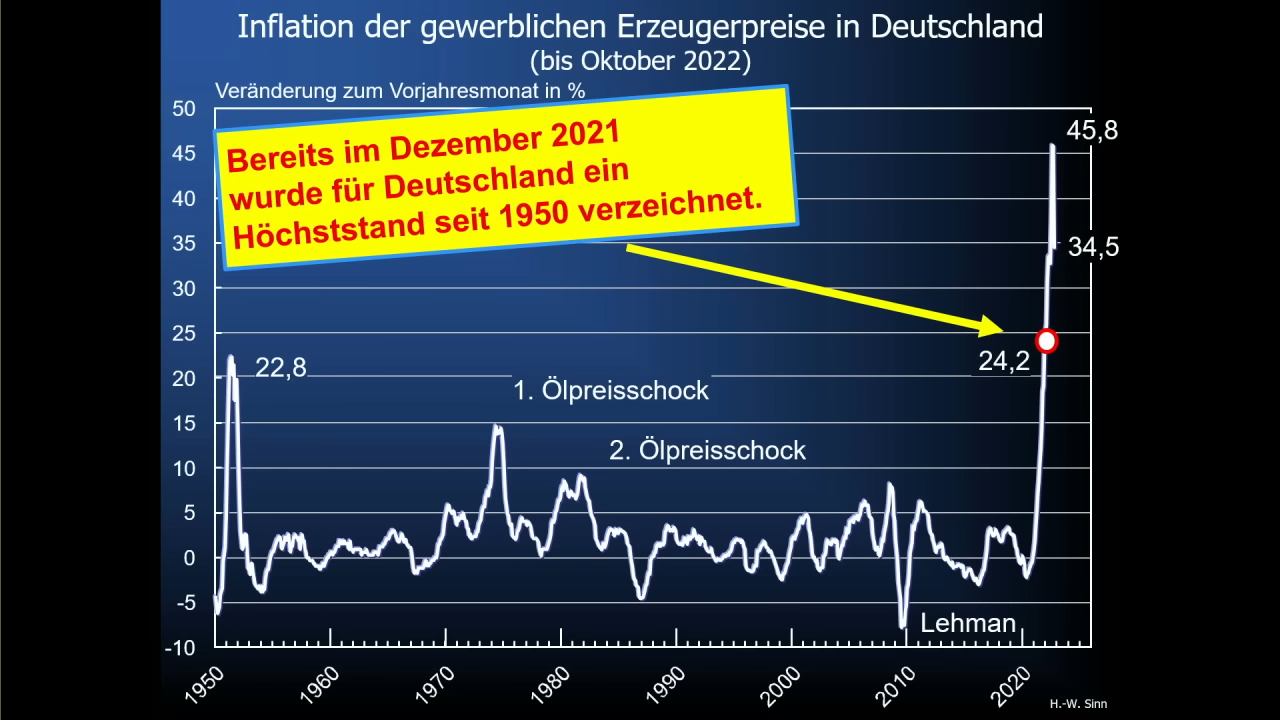 Inflation der gewerblichen Erzeugerpreise in Deutschland
(bis Oktober 2022)
Veränderung zum Vorjahresmonat in %
Bereits im Dezember 2021
wurde für Deutschland ein
Höchststand seit 1950 verzeichnet.
50
45
40
35
30
25
20
15
10
5
0
-5
-10
45,8
34,5
24,2
22,8
1. Ölpreisschock
2. Ölpreisschock
Lehman
1950
1960
1970
1980
1990
2000
2010
2020
H.-W. Sinn